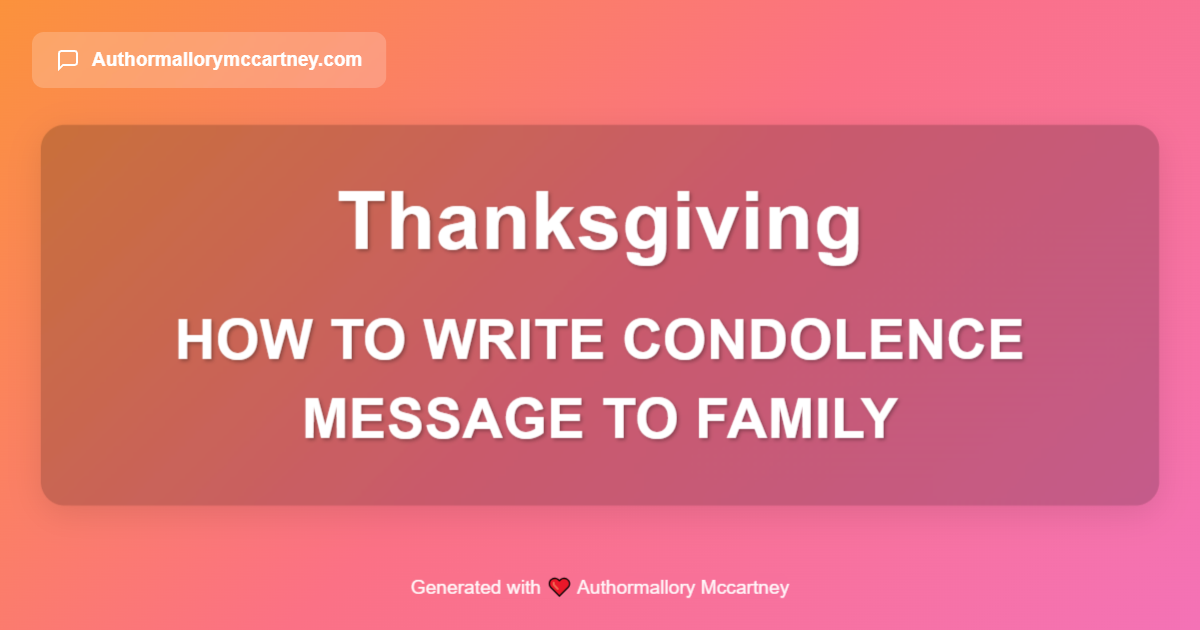 Authormallorymccartney.com
Thanksgiving
HOW TO WRITE CONDOLENCE
MESSAGE TO FAMILY
Generated with ❤️ Authormallory Mccartney